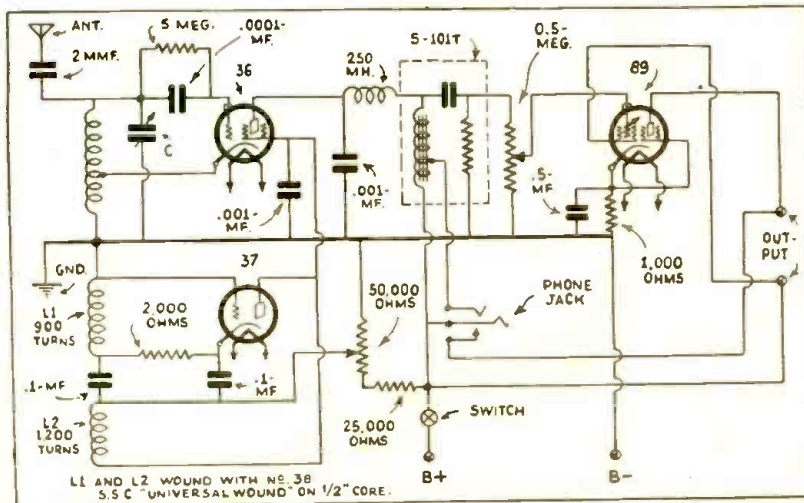 ANT.
5 MEG.
.0001-
MF.
2 MMF.
36
250
MH.
S-101T
0.5-
MEG.
89
C
.001-
MF.
.001-
MF.
.5-
MF
1,000
OHMS
OUT-
PUT
GND.
L1
900
TURNS
2,000
OHMS
37
50,000
OHMS
PHONE
JACK
.1-MF
.1-
MF
L2
1,200
TURNS
25,000
OHMS
SWITCH
B+
B-
L1 AND L2 WOUND WITH NO. 38
S.S.C "UNIVERSAL WOUND" ON 1/2" CORE.